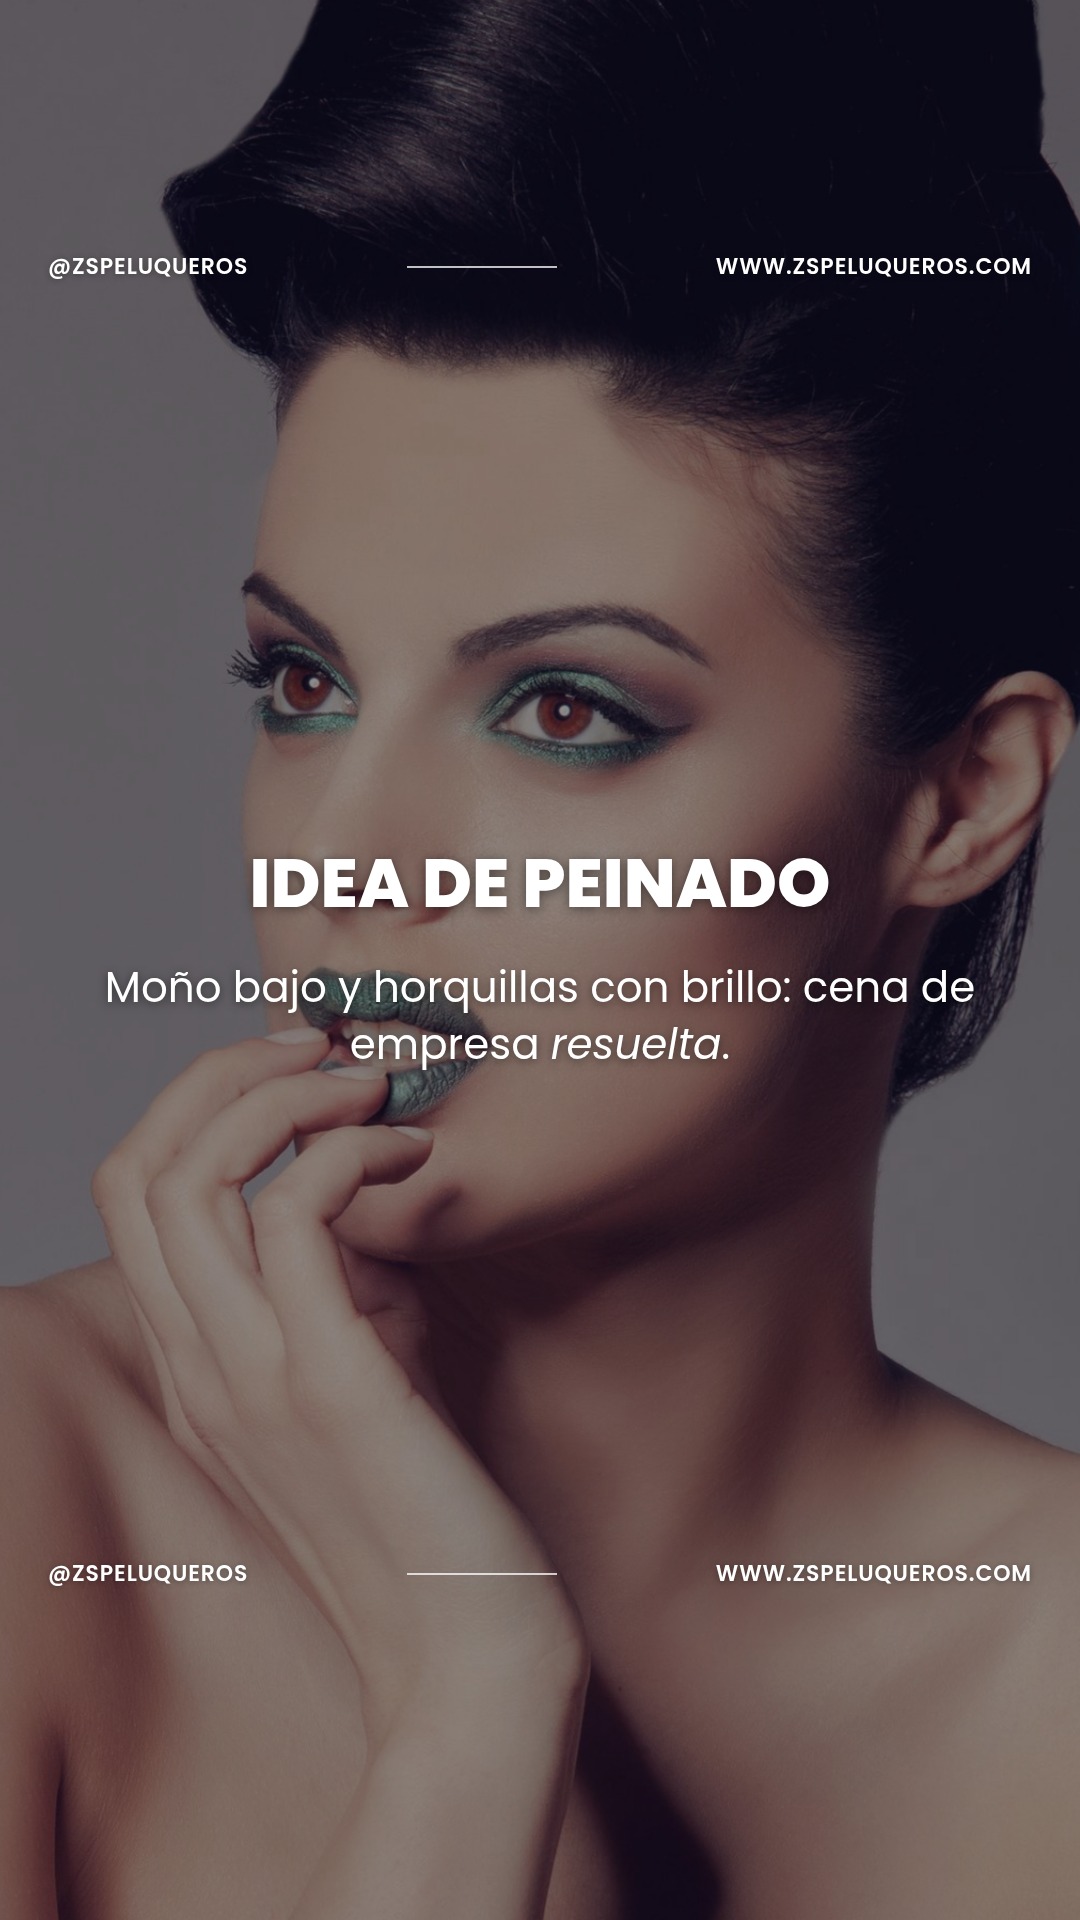 @ZSPELUQUEROS WWW.ZSPELUQUEROS.COM
IDEA DE PEINADO
Moño bajo y horquillas con brillo: cena de
empresa resuelta.
@ZSPELUQUEROS WWW.ZSPELUQUEROS.COM